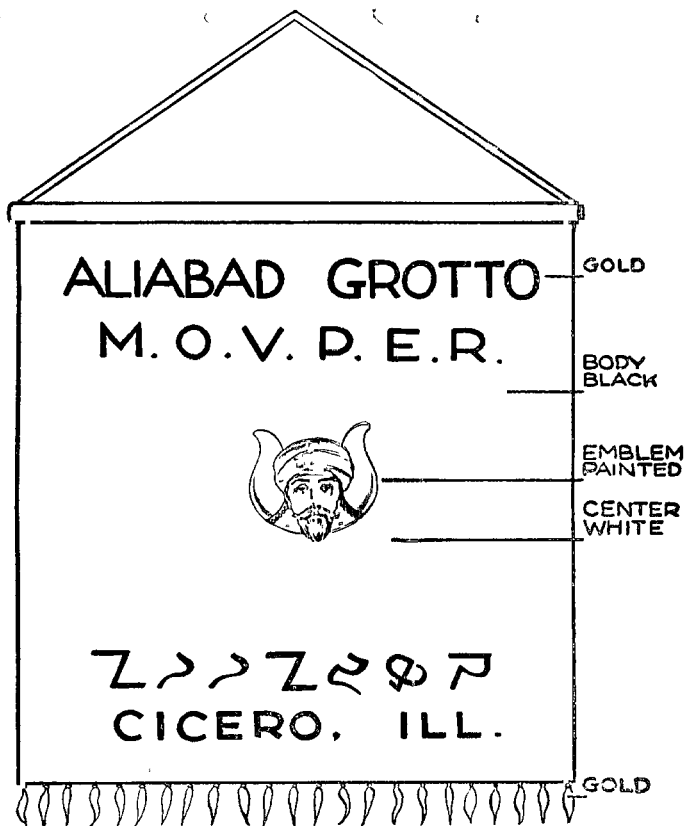 ALIABAD GROTTO
M. O. V. P. E. R.
CICERO, ILL.
GOLD
BODY
BLACK
EMBLEM
PAINTED
CENTER
WHITE
GOLD